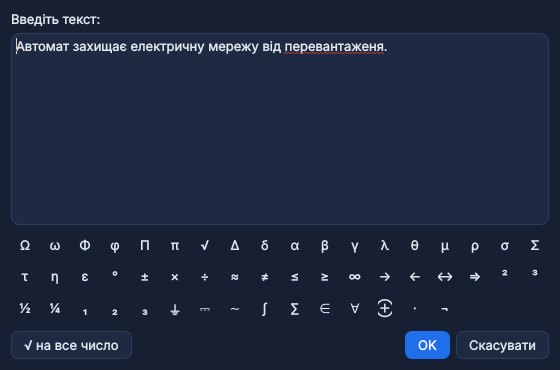 Введіть текст:
Автомат захищає електричну мережу від перевантаженя.
Ω ω Φ φ Π π √ Δ δ α β γ λ θ μ ρ σ Σ
τ η ε ° ± × ÷ ≈ ≠ ≤ ≥ ∞ → ← ↔ ⇒ ² ³
½ ¼ ₁ ₂ ₃ ⏚ ⎓ ~ ∫ ∑ ∈ ∀ ⨁ · ¬
√ на все число OK Скасувати